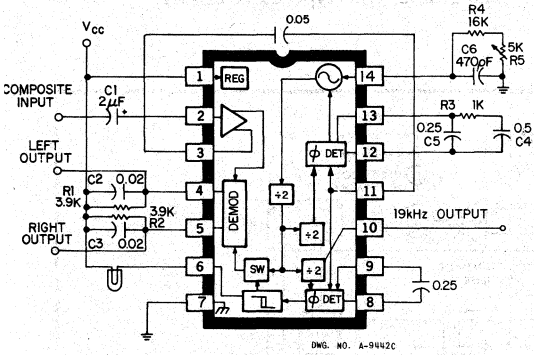 Vcc
0.05
R4
16K
C6
470pF
5K
R5
COMPOSITE
INPUT
C1
2µF
+
1
REG
14
2
13
R3
1K
0.25
C5
0.5
C4
3
φ DET
12
LEFT
OUTPUT
C2
0.02
R1
3.9K
4
DEMOD
÷2
11
3.9K
R2
RIGHT
OUTPUT
C3
0.02
5
÷2
10
19kHz OUTPUT
6
SW
÷2
9
0.25
7
φ DET
8
DWG. NO. A-9442C